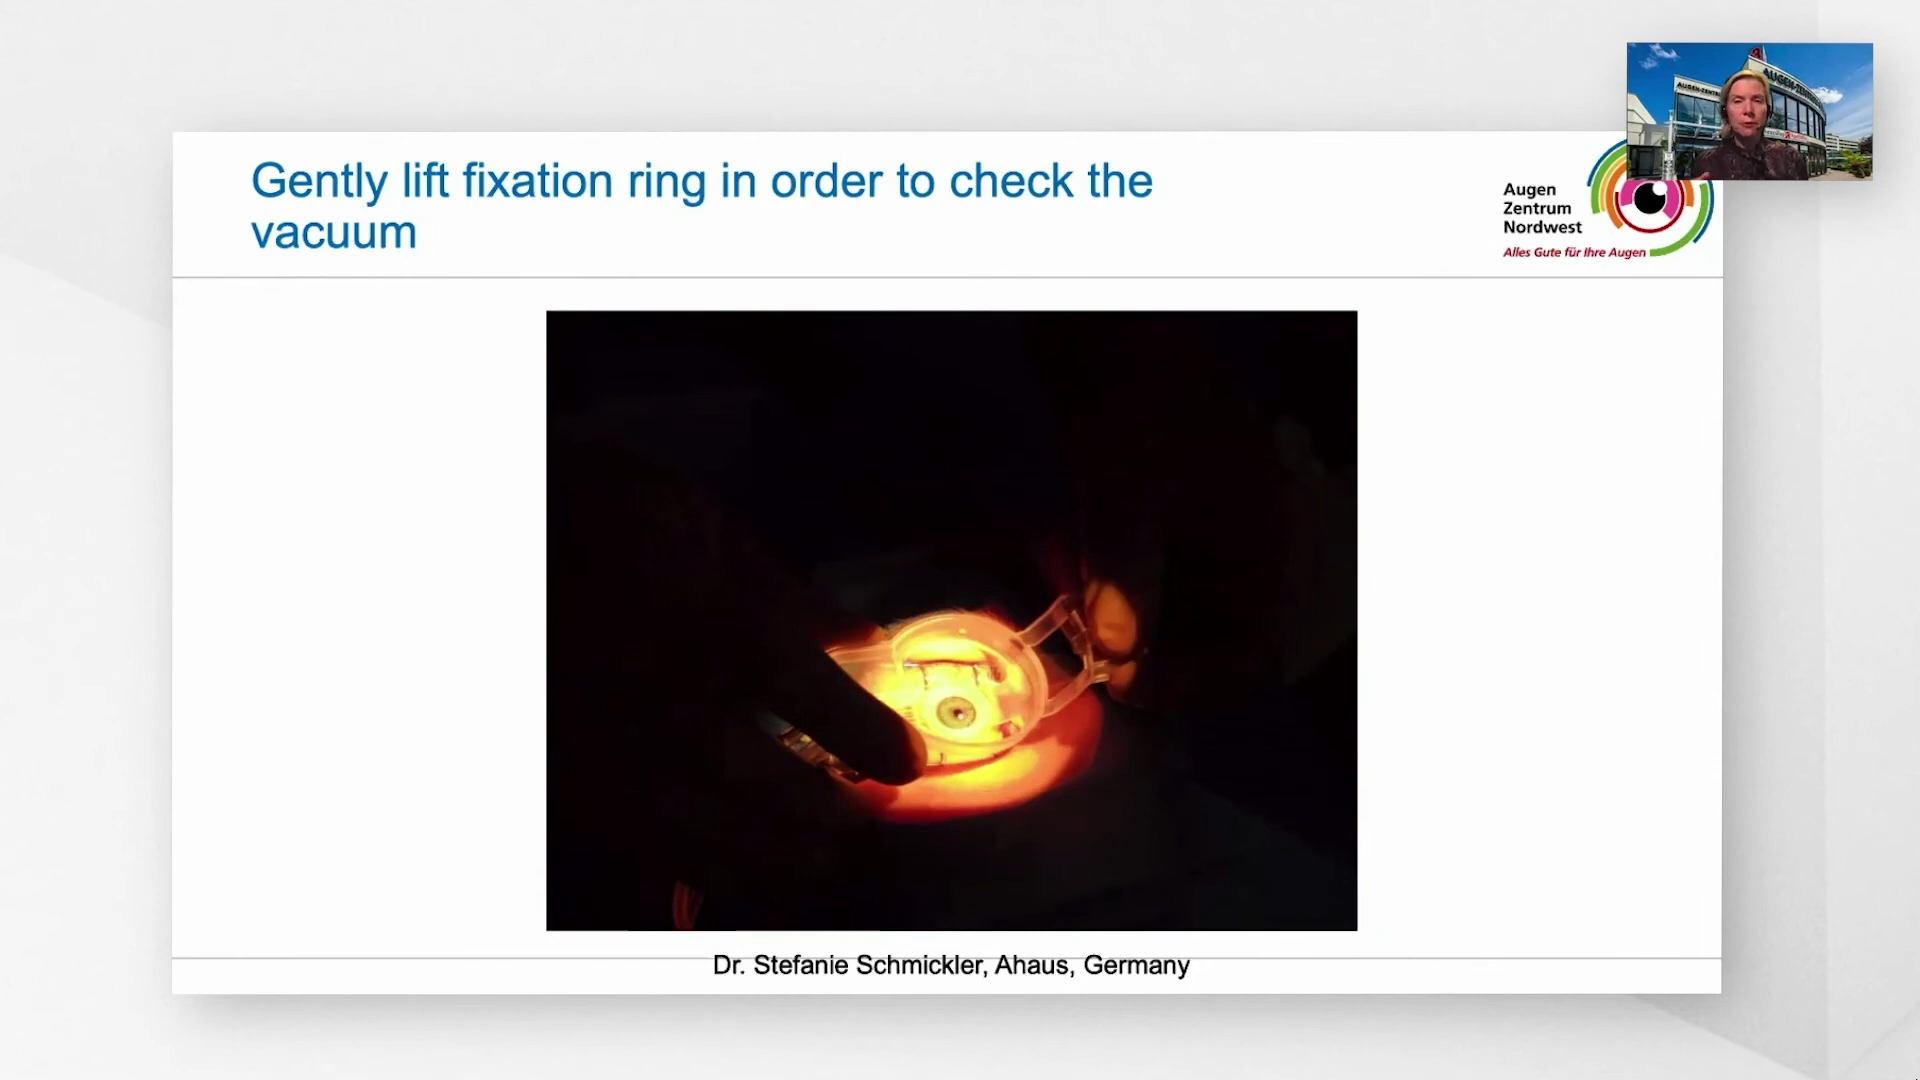 Gently lift fixation ring in order to check the
vacuum
Augen
Zentrum
Nordwest
Alles Gute für Ihre Augen
Dr. Stefanie Schmickler, Ahaus, Germany